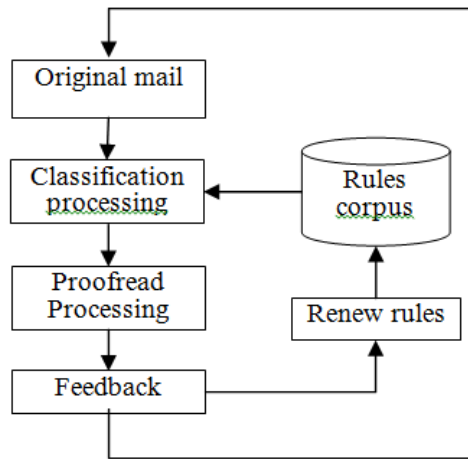 Original mail
Classification
processing
Rules
corpus
Proofread
Processing
Renew rules
Feedback